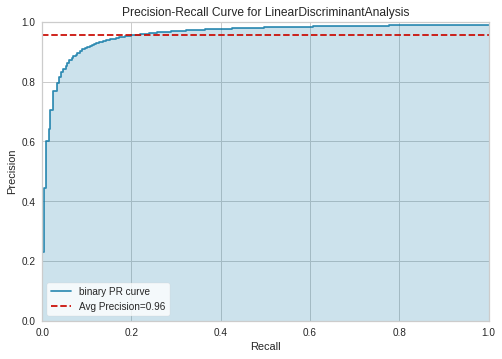 Precision-Recall Curve for LinearDiscriminantAnalysis
1.0
0.8
0.6
0.4
0.2
0.0
Precision
binary PR curve
Avg Precision=0.96
0.0 0.2 0.4 0.6 0.8 1.0
Recall